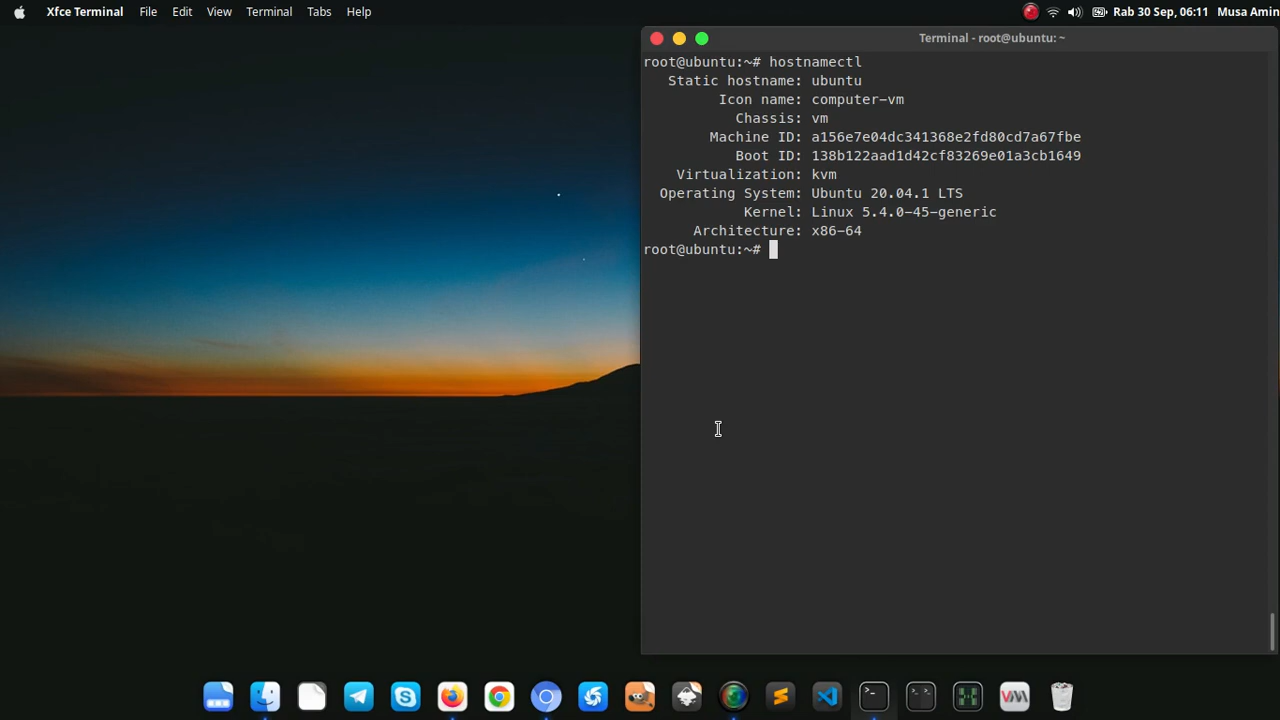 Xfce Terminal File Edit View Terminal Tabs Help Rab 30 Sep, 06:11 Musa Amin
Terminal - root@ubuntu: ~
root@ubuntu:~# hostnamectl
Static hostname: ubuntu
Icon name: computer-vm
Chassis: vm
Machine ID: a156e7e04dc341368e2fd80cd7a67fbe
Boot ID: 138b122aad1d42cf83269e01a3cb1649
Virtualization: kvm
Operating System: Ubuntu 20.04.1 LTS
Kernel: Linux 5.4.0-45-generic
Architecture: x86-64
root@ubuntu:~#